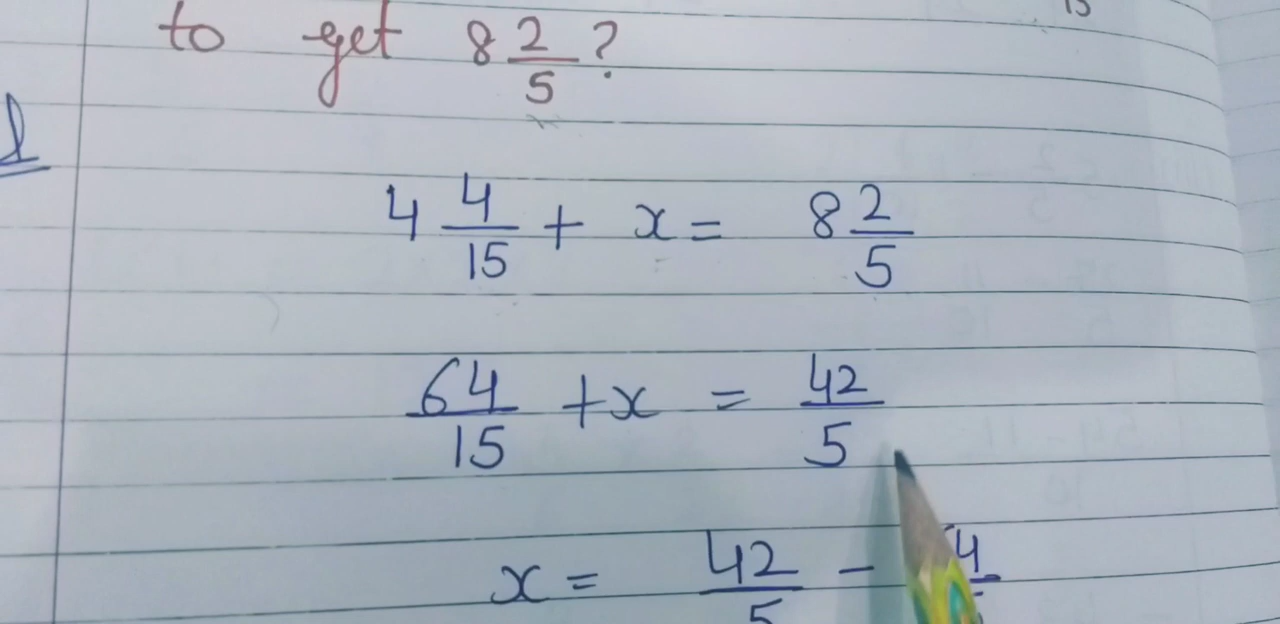 to get 8 2/5 ?
4 4/15 + x = 8 2/5
64/15 + x = 42/5
x = 42/5 -